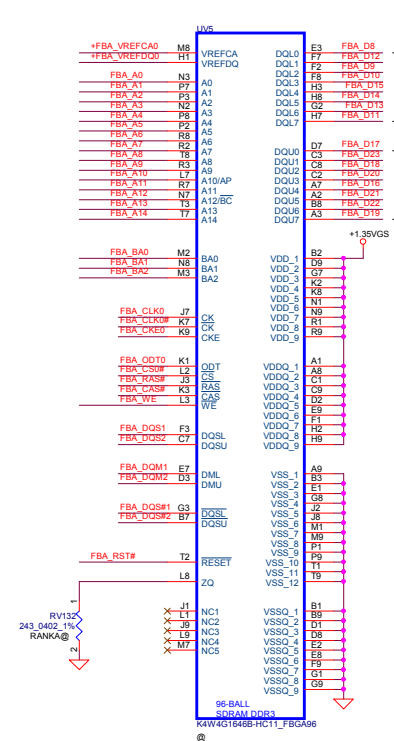 UV5
+FBA_VREFCA0 M8 VREFCA DQL0 E3 FBA_D8
+FBA_VREFDQ0 H1 VREFDQ DQL1 F7 FBA_D12
DQL2 F2 FBA_D9
FBA_A0 N3 A0 DQL3 F8 FBA_D10
FBA_A1 P7 A1 DQL4 H3 FBA_D15
FBA_A2 P3 A2 DQL5 H8 FBA_D14
FBA_A3 N2 A3 DQL6 G2 FBA_D13
FBA_A4 P8 A4 DQL7 H7 FBA_D11
FBA_A5 P2 A5
FBA_A6 R8 A6
FBA_A7 R2 A7 DQU0 D7 FBA_D17
FBA_A8 T8 A8 DQU1 C3 FBA_D23
FBA_A9 R3 A9 DQU2 C8 FBA_D18
FBA_A10 L7 A10/AP DQU3 C2 FBA_D20
FBA_A11 R7 A11 DQU4 A7 FBA_D16
FBA_A12 N7 A12/BC DQU5 A2 FBA_D21
FBA_A13 T3 A13 DQU6 B8 FBA_D22
FBA_A14 T7 A14 DQU7 A3 FBA_D19
+1.35VGS
FBA_BA0 M2 BA0 VDD_1 B2
FBA_BA1 N8 BA1 VDD_2 D9
FBA_BA2 M3 BA2 VDD_3 G7
VDD_4 K2
VDD_5 K8
VDD_6 N1
FBA_CLK0 J7 CK VDD_7 N9
FBA_CLK0# K7 CK VDD_8 R1
FBA_CKE0 K9 CKE VDD_9 R9
FBA_ODT0 K1 ODT VDDQ_1 A1
FBA_CS0# L2 CS VDDQ_2 A8
FBA_RAS# J3 RAS VDDQ_3 C1
FBA_CAS# K3 CAS VDDQ_4 C9
FBA_WE L3 WE VDDQ_5 D2
VDDQ_6 E9
VDDQ_7 F1
FBA_DQS1 F3 DQSL VDDQ_8 H2
FBA_DQS2 C7 DQSU VDDQ_9 H9
FBA_DQM1 E7 DML VSS_1 A9
FBA_DQM2 D3 DMU VSS_2 B3
VSS_3 E1
VSS_4 G8
FBA_DQS#1 G3 DQSL VSS_5 J2
FBA_DQS#2 B7 DQSU VSS_6 J8
VSS_7 M1
VSS_8 M9
VSS_9 P1
FBA_RST# T2 RESET VSS_10 P9
VSS_11 T1
L8 ZQ VSS_12 T9
1
RV132
243_0402_1%
RANKA@
2
J1 NC1 VSSQ_1 B1
L1 NC2 VSSQ_2 B9
J9 NC3 VSSQ_3 D1
L9 NC4 VSSQ_4 D8
M7 NC5 VSSQ_5 E2
VSSQ_6 E8
VSSQ_7 F9
VSSQ_8 G1
VSSQ_9 G9
96-BALL
SDRAM DDR3
K4W4G1646B-HC11_FBGA96
@